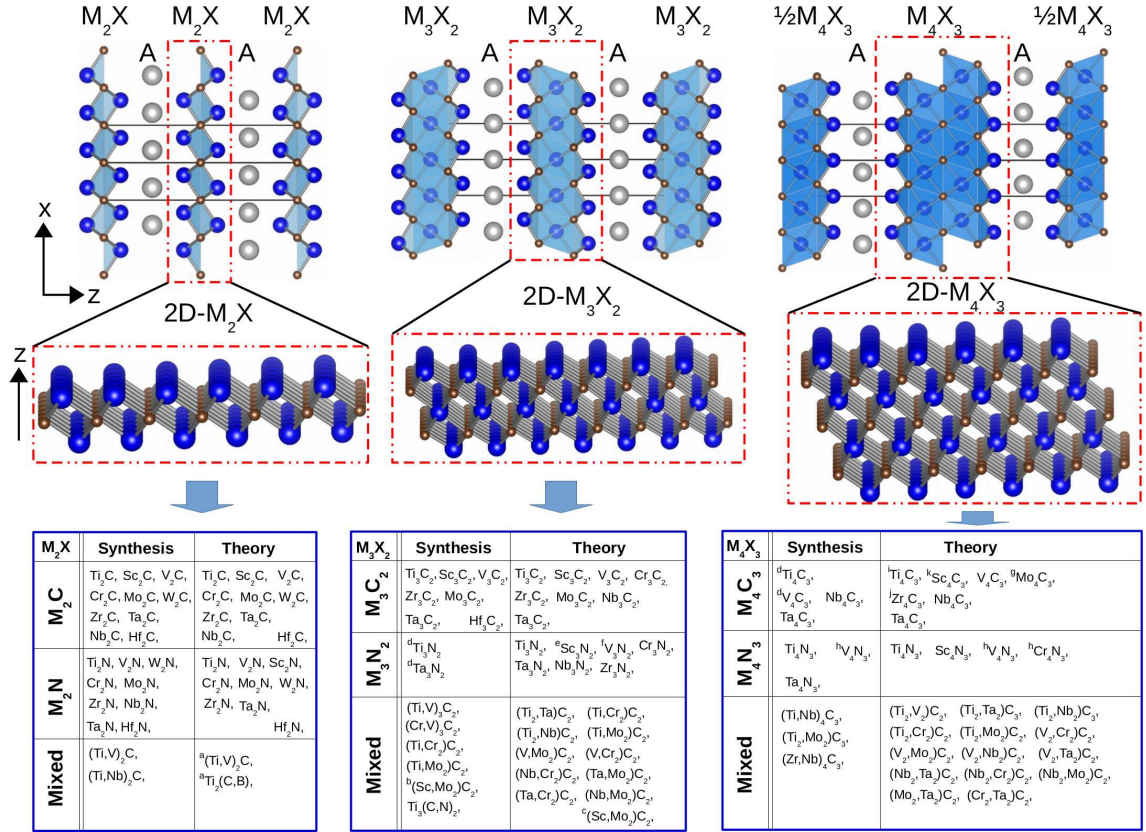 M₂X M₂X M₂X
A A
X
Z
2D-M₂X
Z
M₃X₂ M₃X₂ M₃X₂
A A
2D-M₃X₂
½M₄X₃ M₄X₃ ½M₄X₃
A A
2D-M₄X₃
M₂X Synthesis Theory
M₂C
Ti₂C, Sc₂C, V₂C,
Cr₂C, Mo₂C, W₂C,
Zr₂C, Ta₂C,
Nb₂C, Hf₂C,
Ti₂C, Sc₂C, V₂C,
Cr₂C, Mo₂C, W₂C,
Zr₂C, Ta₂C,
Nb₂C, Hf₂C,
M₂N
Ti₂N, V₂N, W₂N,
Cr₂N, Mo₂N,
Zr₂N, Nb₂N,
Ta₂N, Hf₂N,
Ti₂N, V₂N, Sc₂N,
Cr₂N, Mo₂N, W₂N,
Zr₂N, Ta₂N,
Hf₂N,
Mixed
(Ti,V)₂C,
(Ti,Nb)₂C,
ᵃ(Ti,V)₂C,
ᵃTi₂(C,B),
M₃X₂ Synthesis Theory
M₃C₂
Ti₃C₂, Sc₃C₂, V₃C₂,
Zr₃C₂, Mo₃C₂,
Ta₃C₂, Hf₃C₂,
Ti₃C₂, Sc₃C₂, V₃C₂, Cr₃C₂,
Zr₃C₂, Mo₃C₂, Nb₃C₂,
Ta₃C₂,
M₃N₂
ᵈTi₃N₂
ᵈTa₃N₂
Ti₃N₂, ᵉSc₃N₂, ᶠV₃N₂, Cr₃N₂,
Ta₃N₂, Nb₃N₂, Zr₃N₂,
Mixed
(Ti,V)₃C₂,
(Cr,V)₃C₂,
(Ti,Cr)₃C₂,
(Ti,Mo)₃C₂,
ᵇ(Sc,Mo₂)C₂,
Ti₃(C,N)₂,
(Ti₂,Ta)C₂, (Ti,Cr₂)C₂,
(Ti₂,Nb)C₂, (Ti,Mo₂)C₂,
(V,Mo₂)C₂, (V,Cr₂)C₂,
(Nb,Cr₂)C₂, (Ta,Mo₂)C₂,
(Ta,Cr₂)C₂, (Nb,Mo₂)C₂,
ᶜ(Sc,Mo₂)C₂,
M₄X₃ Synthesis Theory
M₄C₃
ᵈTi₄C₃,
ᵈV₄C₃, Nb₄C₃,
Ta₄C₃,
ⁱTi₄C₃, ᵏSc₄C₃, V₄C₃, ᵍMo₄C₃,
ʲZr₄C₃, Nb₄C₃,
Ta₄C₃,
M₄N₃
Ti₄N₃, ʰV₄N₃,
Ta₄N₃,
Ti₄N₃, Sc₄N₃, ʰV₄N₃, ʰCr₄N₃,
Mixed
(Ti,Nb)₄C₃,
(Ti₂,Mo)C₃,
(Zr,Nb)₄C₃,
(Ti₂,V₂)C₂, (Ti₂,Ta₂)C₃, (Ti₂,Nb₂)C₃,
(Ti₂,Cr₂)C₂, (Ti₂,Mo₂)C₂, (V₂,Cr₂)C₂,
(V₂,Mo₂)C₂, (V₂,Nb₂)C₂, (V₂,Ta₂)C₂,
(Nb₂,Ta₂)C₂, (Nb₂,Cr₂)C₂, (Nb₂,Mo₂)C₂,
(Mo₂,Ta₂)C₂, (Cr₂,Ta₂)C₂,